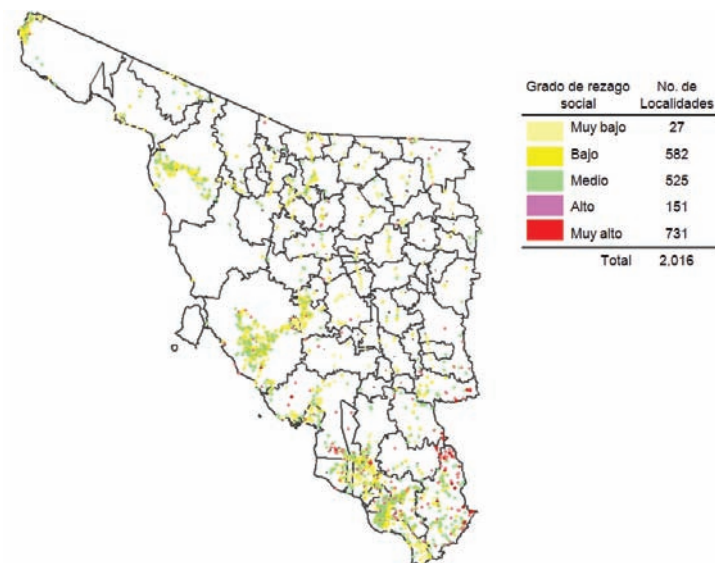 Grado de rezago No. de
social Localidades
Muy bajo 27
Bajo 582
Medio 525
Alto 151
Muy alto 731
Total 2,016